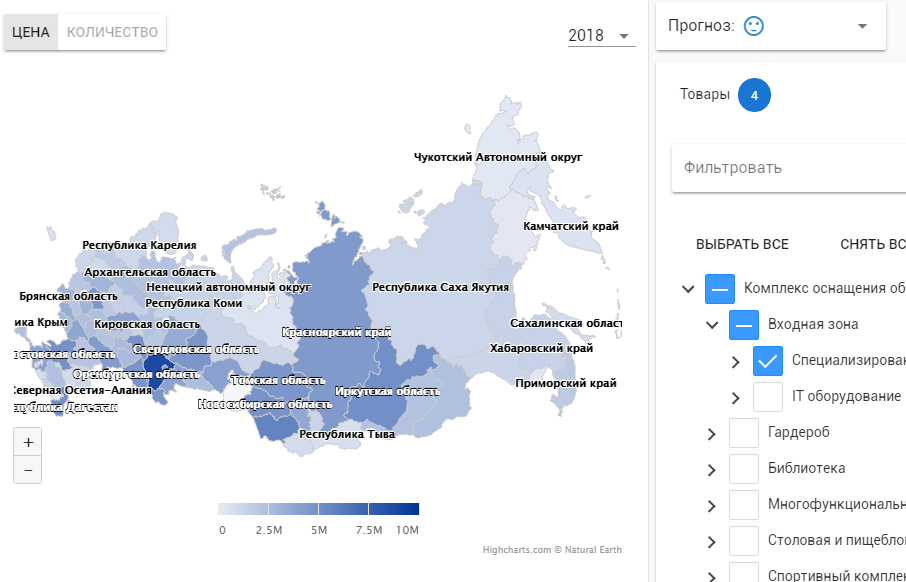 ЦЕНА КОЛИЧЕСТВО
2018
Чукотский Автономный округ
Камчатский край
Республика Карелия
Архангельская область
Ненецкий автономный округ
Республика Саха Якутия
Брянская область
Республика Коми
ика Крым
Кировская область
Сахалинская област
Красноярский край
Свердловская область
Хабаровский край
остовская область
Оренбургская область
Томская область
Приморский край
Северная Осетия-Алания
Иркутская область
Новосибирская область
публика Дагестан
Республика Тыва
+
−
0 2.5M 5M 7.5M 10M
Highcharts.com © Natural Earth
Прогноз:
Товары 4
Фильтровать
ВЫБРАТЬ ВСЕ СНЯТЬ ВС
Комплекс оснащения об
Входная зона
Специализирован
IT оборудование
Гардероб
Библиотека
Многофункциональн
Столовая и пищебло
Спортивный комплек